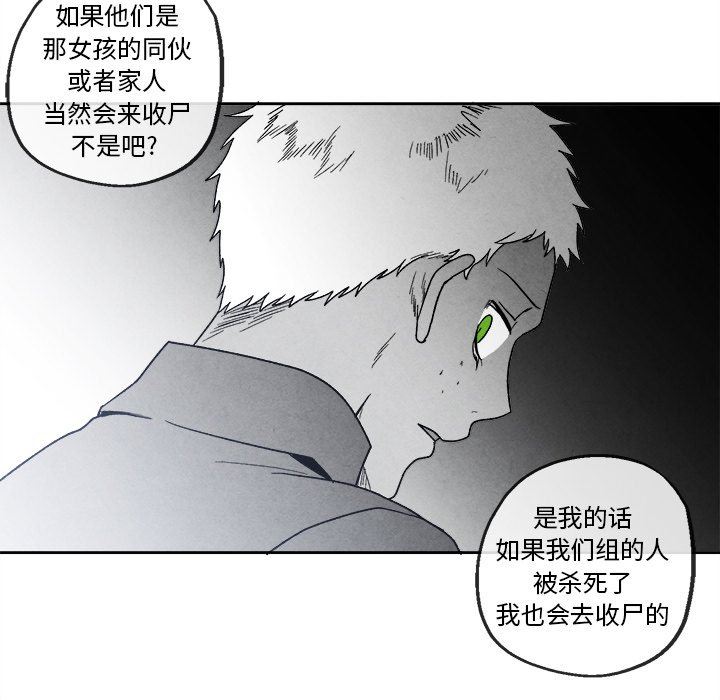 如果他们是
那女孩的同伙
或者家人
当然会来收尸
不是吧?
是我的话
如果我们组的人
被杀死了
我也会去收尸的